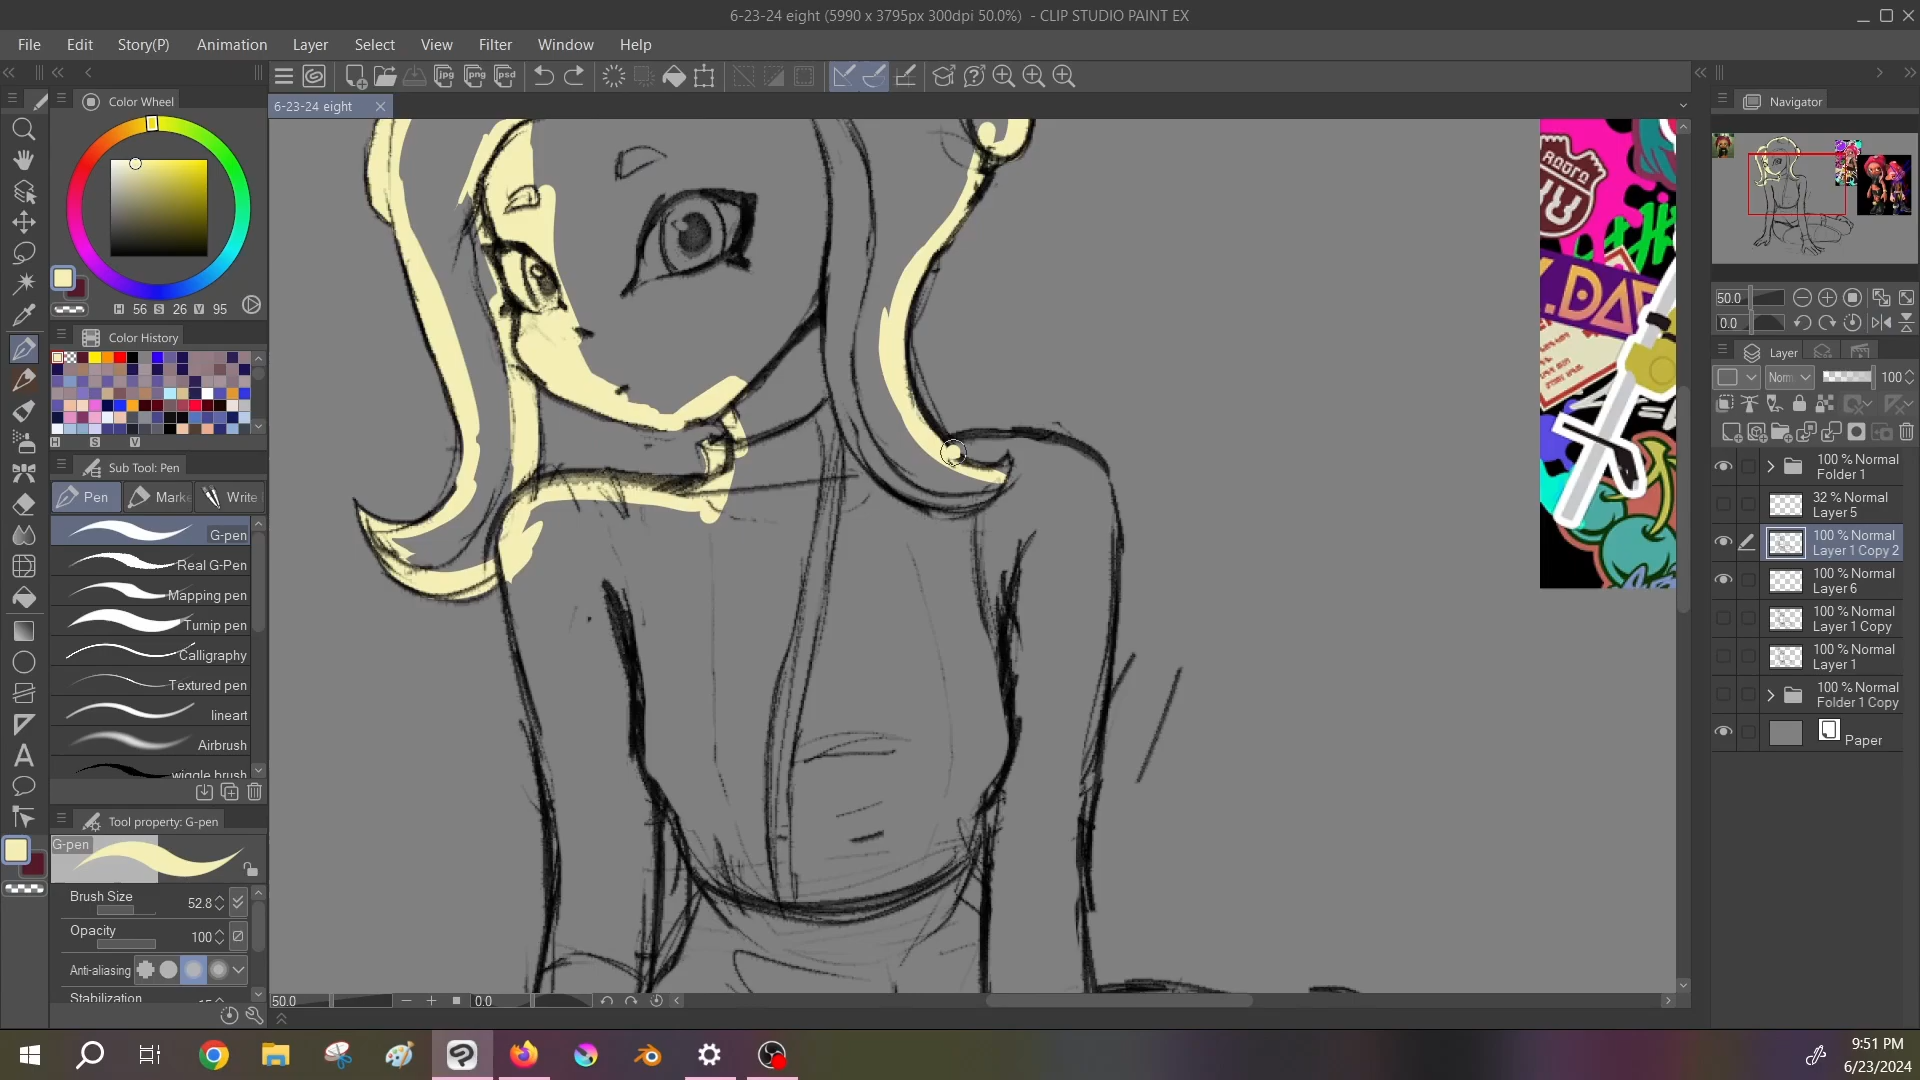 6-23-24 eight (5990 x 3795px 300dpi 50.0%)  - CLIP STUDIO PAINT EX
File Edit Story(P) Animation Layer Select View Filter Window Help
jpg png psd
Color Wheel
6-23-24 eight
Navigator
H 56 S 26 V 95
Color History
H S V
Sub Tool: Pen
Pen Mark Write
G-pen
Real G-Pen
Mapping pen
Turnip pen
Calligraphy
Textured pen
lineart
Airbrush
wiggle brush
Tool property: G-pen
G-pen
Brush Size 52.8
Opacity 100
Anti-aliasing
Stabilization
50.0
0.0
50.0
0.0
Layer
Norm 100
100 % Normal
Folder 1
32 % Normal
Layer 5
100 % Normal
Layer 1 Copy 2
100 % Normal
Layer 6
100 % Normal
Layer 1 Copy
100 % Normal
Layer 1
100 % Normal
Folder 1 Copy
Paper
9:51 PM
6/23/2024